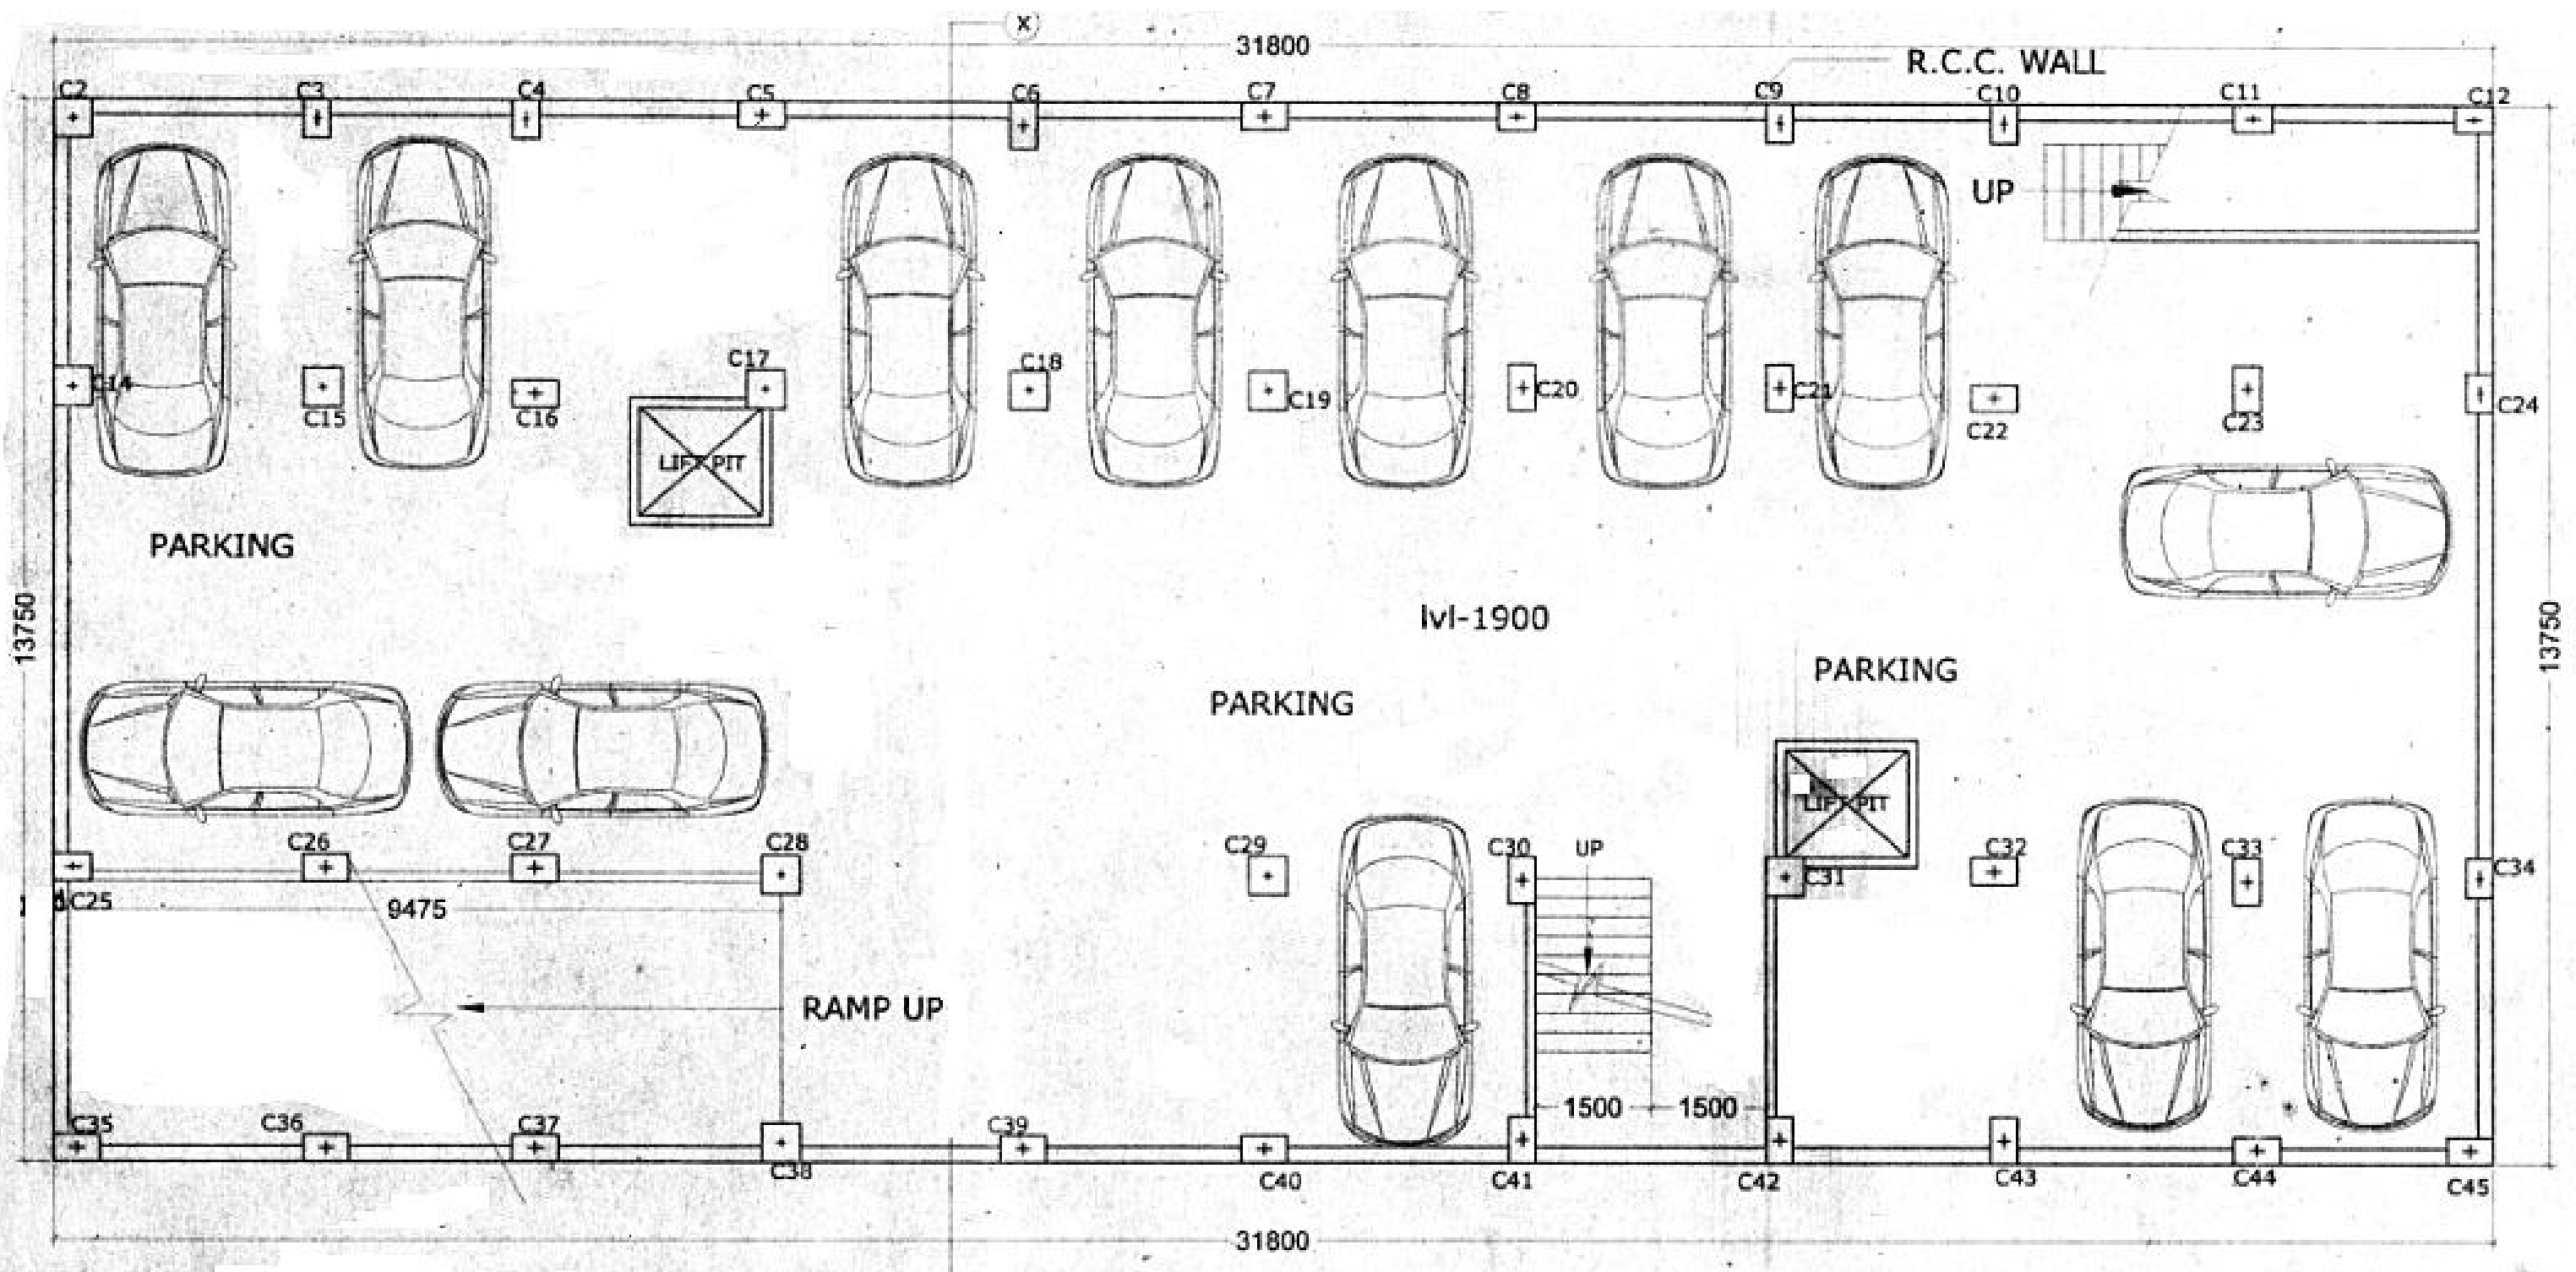 X
31800
R.C.C. WALL
C2
C3
C4
C5
C6
C7
C8
C9
C10
C11
C12
UP
C14
C15
C16
C17
C18
C19
C20
C21
C22
C23
C24
LIFT PIT
PARKING
13750
lvl-1900
13750
PARKING
PARKING
LIFT PIT
C25
C26
C27
C28
C29
C30
UP
C31
C32
C33
C34
9475
RAMP UP
1500
1500
C35
C36
C37
C38
C39
C40
C41
C42
C43
C44
C45
31800